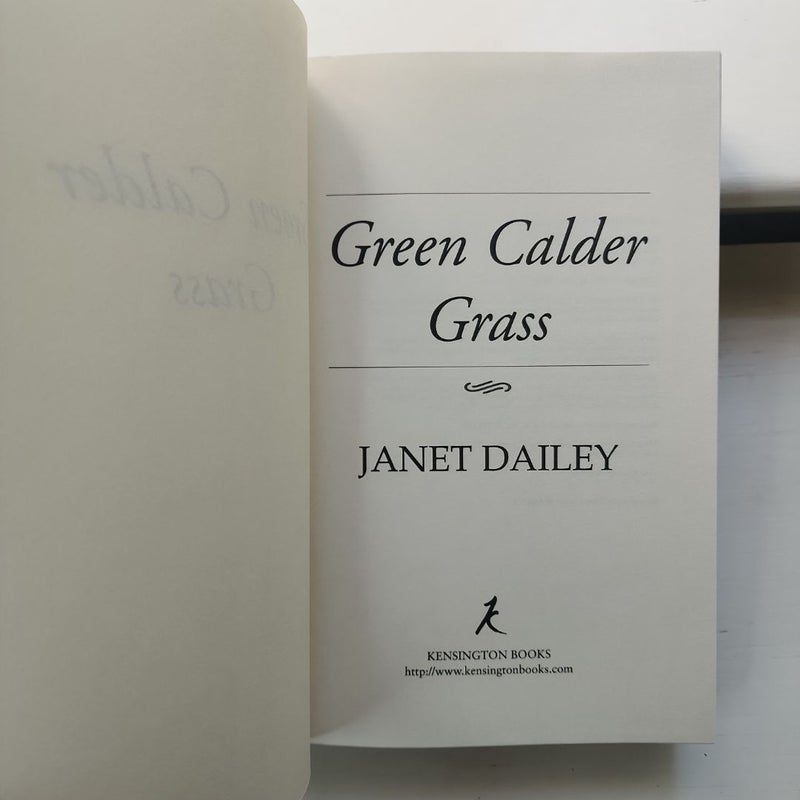 Green Calder
Grass
JANET DAILEY
KENSINGTON BOOKS
http://www.kensingtonbooks.com